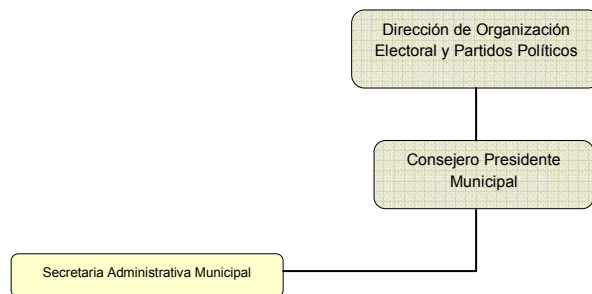 Dirección de Organización
Electoral y Partidos Políticos
Consejero Presidente
Municipal
Secretaria Administrativa Municipal